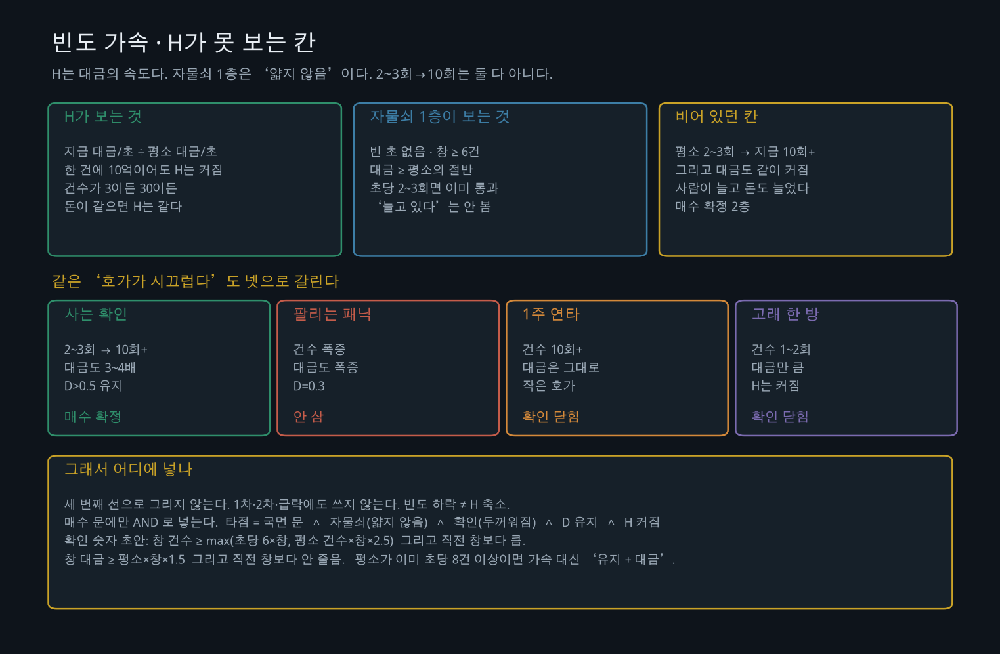 빈도 가속 · H가 못 보는 칸
H는 대금의 속도다. 자물쇠 1층은 ‘얇지 않음’이다. 2~3회→10회는 둘 다 아니다.
H가 보는 것
지금 대금/초 ÷ 평소 대금/초
한 건에 10억이어도 H는 커짐
건수가 3이든 30이든
돈이 같으면 H는 같다
자물쇠 1층이 보는 것
빈 초 없음 · 창 ≥ 6건
대금 ≥ 평소의 절반
초당 2~3회면 이미 통과
‘늘고 있다’는 안 봄
비어 있던 칸
평소 2~3회 → 지금 10회+
그리고 대금도 같이 커짐
사람이 늘고 돈도 늘었다
매수 확정 2층
같은 ‘호가가 시끄럽다’도 넷으로 갈린다
사는 확인
2~3회 → 10회+
대금도 3~4배
D>0.5 유지
매수 확정
팔리는 패닉
건수 폭증
대금도 폭증
D=0.3
안 삼
1주 연타
건수 10회+
대금은 그대로
작은 호가
확인 닫힘
고래 한 방
건수 1~2회
대금만 큼
H는 커짐
확인 닫힘
그래서 어디에 넣나
세 번째 선으로 그리지 않는다. 1차·2차·급락에도 쓰지 않는다. 빈도 하락 ≠ H 축소.
매수 문에만 AND 로 넣는다. 타점 = 국면 문 ∧ 자물쇠(얇지 않음) ∧ 확인(두꺼워짐) ∧ D 유지 ∧ H 커짐
확인 숫자 초안: 창 건수 ≥ max(초당 6×창, 평소 건수×창×2.5) 그리고 직전 창보다 큼.
창 대금 ≥ 평소×창×1.5 그리고 직전 창보다 안 줄음. 평소가 이미 초당 8건 이상이면 가속 대신 ‘유지 + 대금’.